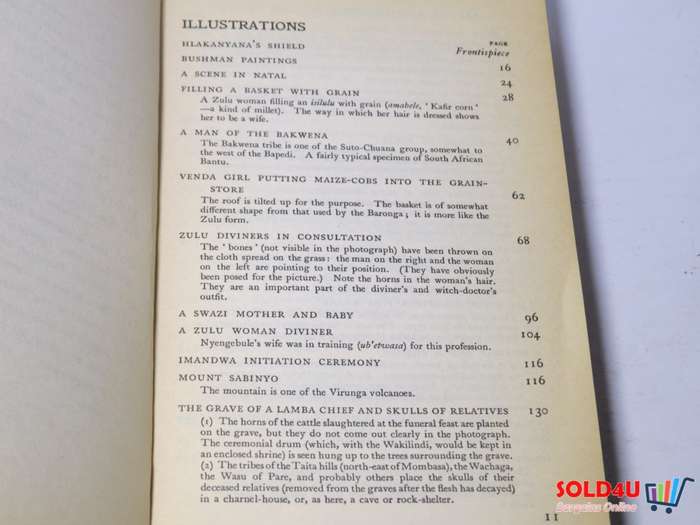 ILLUSTRATIONS
PAGE
HLAKANYANA'S SHIELD Frontispiece
BUSHMAN PAINTINGS 16
A SCENE IN NATAL 24
FILLING A BASKET WITH GRAIN 28
A Zulu woman filling an isilulu with grain (amabele, ' Kafir corn '
—a kind of millet). The way in which her hair is dressed shows
her to be a wife.
A MAN OF THE BAKWENA 40
The Bakwena tribe is one of the Suto-Chuana group, somewhat to
the west of the Bapedi. A fairly typical specimen of South African
Bantu.
VENDA GIRL PUTTING MAIZE-COBS INTO THE GRAIN-
STORE 62
The roof is tilted up for the purpose. The basket is of somewhat
different shape from that used by the Baronga; it is more like the
Zulu form.
ZULU DIVINERS IN CONSULTATION 68
The ' bones ' (not visible in the photograph) have been thrown on
the cloth spread on the grass: the man on the right and the woman
on the left are pointing to their position. (They have obviously
been posed for the picture.) Note the horns in the woman's hair.
They are an important part of the diviner's and witch-doctor's
outfit.
A SWAZI MOTHER AND BABY 96
A ZULU WOMAN DIVINER 104
Nyengebule's wife was in training (ub'etwasa) for this profession.
IMANDWA INITIATION CEREMONY 116
MOUNT SABINYO 116
The mountain is one of the Virunga volcanoes.
THE GRAVE OF A LAMBA CHIEF AND SKULLS OF RELATIVES 130
(1) The horns of the cattle slaughtered at the funeral feast are planted
on the grave, but they do not come out clearly in the photograph.
The ceremonial drum (which, with the Wakilindi, would be kept in
an enclosed shrine) is seen hung up to the trees surrounding the grave.
(2) The tribes of the Taita hills (north-east of Mombasa), the Wachaga,
the Wasu of Pare, and probably others place the skulls of their
deceased relatives (removed from the graves after the flesh has decayed)
in a charnel-house, or, as here, a cave or rock-shelter.
11
SOLD4U
Bargains Online